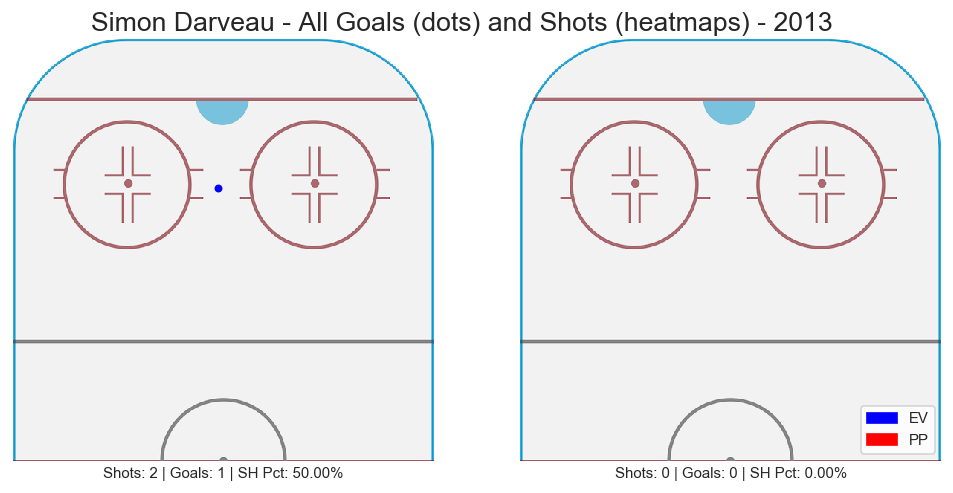 Simon Darveau - All Goals (dots) and Shots (heatmaps) - 2013
EV
PP
Shots: 2 | Goals: 1 | SH Pct: 50.00%
Shots: 0 | Goals: 0 | SH Pct: 0.00%